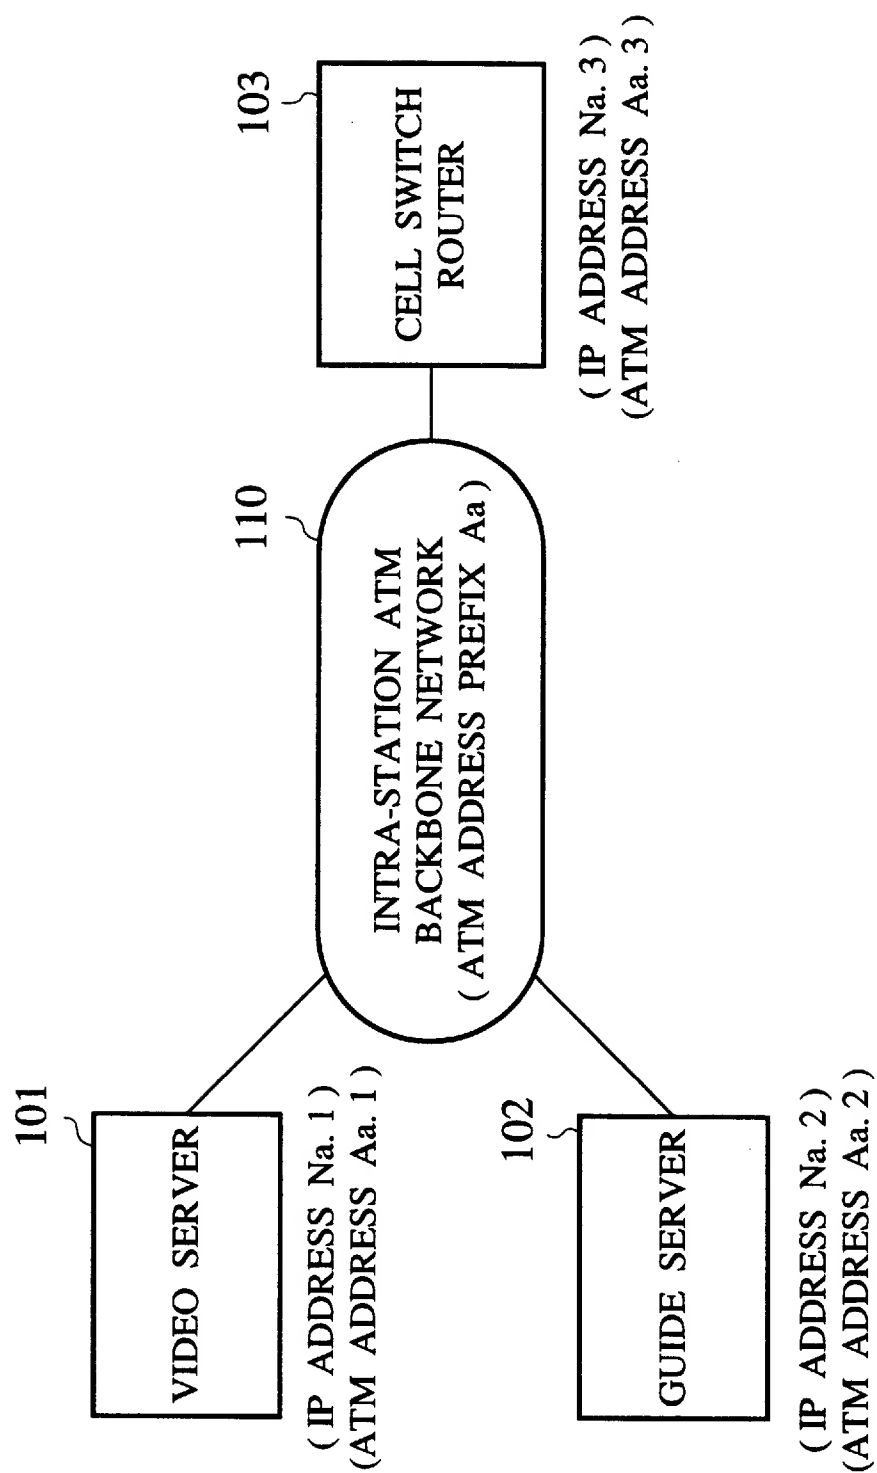 101
VIDEO SERVER
( IP ADDRESS Na. 1 )
(ATM ADDRESS Aa. 1 )
102
GUIDE SERVER
( IP ADDRESS Na. 2 )
(ATM ADDRESS Aa. 2 )
110
INTRA-STATION ATM
BACKBONE NETWORK
( ATM ADDRESS PREFIX Aa )
103
CELL SWITCH
ROUTER
( IP ADDRESS Na. 3 )
(ATM ADDRESS Aa. 3 )